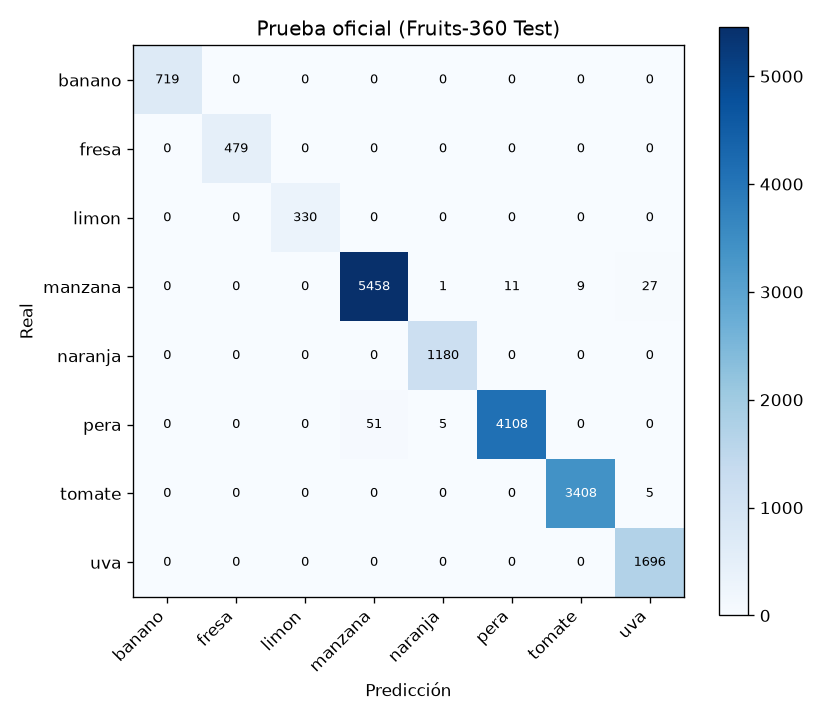 Prueba oficial (Fruits-360 Test)
banano 719 0 0 0 0 0 0 0
fresa 0 479 0 0 0 0 0 0
limon 0 0 330 0 0 0 0 0
manzana 0 0 0 5458 1 11 9 27
naranja 0 0 0 0 1180 0 0 0
pera 0 0 0 51 5 4108 0 0
tomate 0 0 0 0 0 0 3408 5
uva 0 0 0 0 0 0 0 1696
banano fresa limon manzana naranja pera tomate uva
Predicción
Real
5000
4000
3000
2000
1000
0